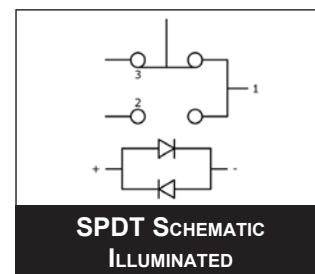 3
1
2
+ -
SPDT SCHEMATIC
ILLUMINATED